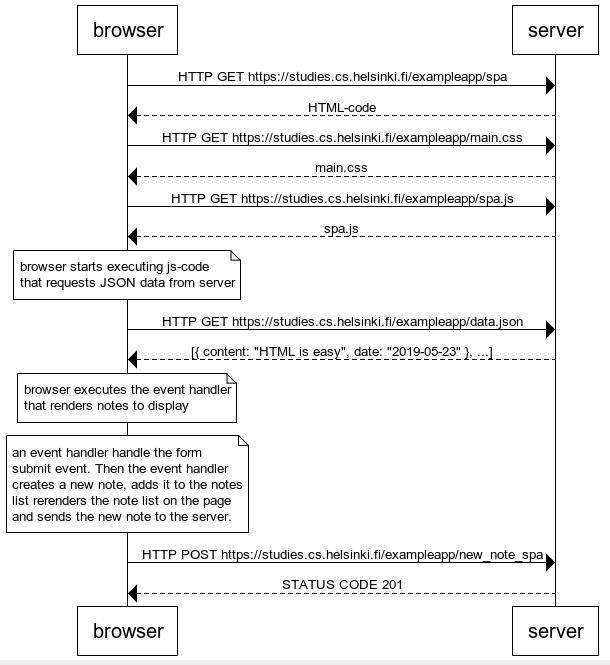 browser
server
HTTP GET https://studies.cs.helsinki.fi/exampleapp/spa
HTML-code
HTTP GET https://studies.cs.helsinki.fi/exampleapp/main.css
main.css
HTTP GET https://studies.cs.helsinki.fi/exampleapp/spa.js
spa.js
browser starts executing js-code
that requests JSON data from server
HTTP GET https://studies.cs.helsinki.fi/exampleapp/data.json
[{ content: "HTML is easy", date: "2019-05-23" }, ...]
browser executes the event handler
that renders notes to display
an event handler handle the form
submit event. Then the event handler
creates a new note, adds it to the notes
list rerenders the note list on the page
and sends the new note to the server.
HTTP POST https://studies.cs.helsinki.fi/exampleapp/new_note_spa
STATUS CODE 201
browser
server